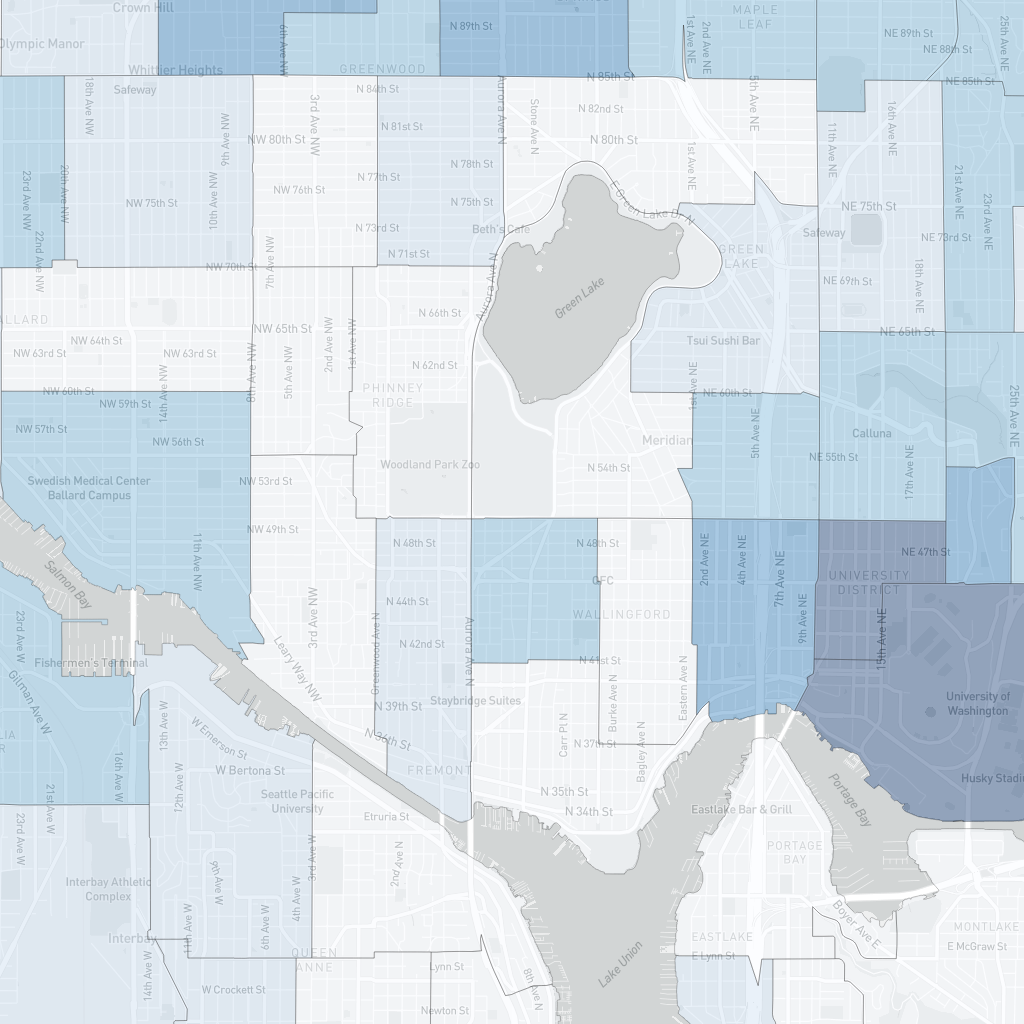 Crown Hill
Olympic Manor
Whittier Heights
Safeway
6th Ave NW
GREENWOOD
N 89th St
N 85th St
1st Ave NE
2nd Ave NE
MAPLE
LEAF
NE 89th St
NE 88th St
25th Ave NE
NE 85th St
18th Ave NW
N 84th St
N 82nd St
N 81st St
N 80th St
NW 80th St
3rd Ave NW
9th Ave NW
Aurora Ave N
Stone Ave N
5th Ave NE
11th Ave NE
16th Ave NE
1st Ave NE
N 78th St
N 77th St
NW 76th St
NW 75th St
N 75th St
23rd Ave NW
20th Ave NW
10th Ave NW
22nd Ave NW
7th Ave NW
N 73rd St
N 71st St
NW 70th St
Beth's Cafe
E Green Lake Dr N
GREEN
LAKE
Green Lake
Aurora Ave N
NE 75th St
Safeway
NE 73rd St
21st Ave NE
23rd Ave NE
18th Ave NE
NE 69th St
NE 65th St
Tsui Sushi Bar
ALLARD
N 66th St
NW 65th St
NW 64th St
NW 63rd St
NW 63rd St
N 62nd St
NW 60th St
NE 60th St
2nd Ave NW
1st Ave NW
5th Ave NW
8th Ave NW
14th Ave NW
PHINNEY
RIDGE
1st Ave NE
5th Ave NE
25th Ave NE
NW 59th St
NW 57th St
NW 56th St
Meridian
Calluna
NE 55th St
17th Ave NE
Woodland Park Zoo
N 54th St
NW 53rd St
Swedish Medical Center
Ballard Campus
NW 49th St
N 48th St
N 48th St
NE 47th St
11th Ave NW
Salmon Bay
2nd Ave NE
4th Ave NE
7th Ave NE
9th Ave NE
UNIVERSITY
DISTRICT
15th Ave NE
QFC
WALLINGFORD
N 44th St
N 42nd St
N 41st St
3rd Ave NW
Greenwood Ave N
Aurora Ave N
23rd Ave W
Fishermen's Terminal
Gilman Ave W
Leary Way NW
Eastern Ave N
Burke Ave N
Bagley Ave N
Carr Pl N
University of
Washington
Staybridge Suites
N 39th St
N 37th St
N 36th St
N 35th St
N 34th St
FREMONT
Husky Stadiu
Portage Bay
13th Ave W
16th Ave W
12th Ave W
21st Ave W
23rd Ave W
W Emerson St
W Bertona St
Seattle Pacific
University
Etruria St
Eastlake Bar & Grill
PORTAGE
BAY
3rd Ave W
2nd Ave N
9th Ave W
4th Ave W
6th Ave W
11th Ave W
14th Ave W
Interbay Athletic
Complex
Interbay
QUEEN
ANNE
W Crockett St
Lynn St
Newton St
8th Ave N
Lake Union
EASTLAKE
E Lynn St
Boyer Ave E
MONTLAKE
E McGraw St